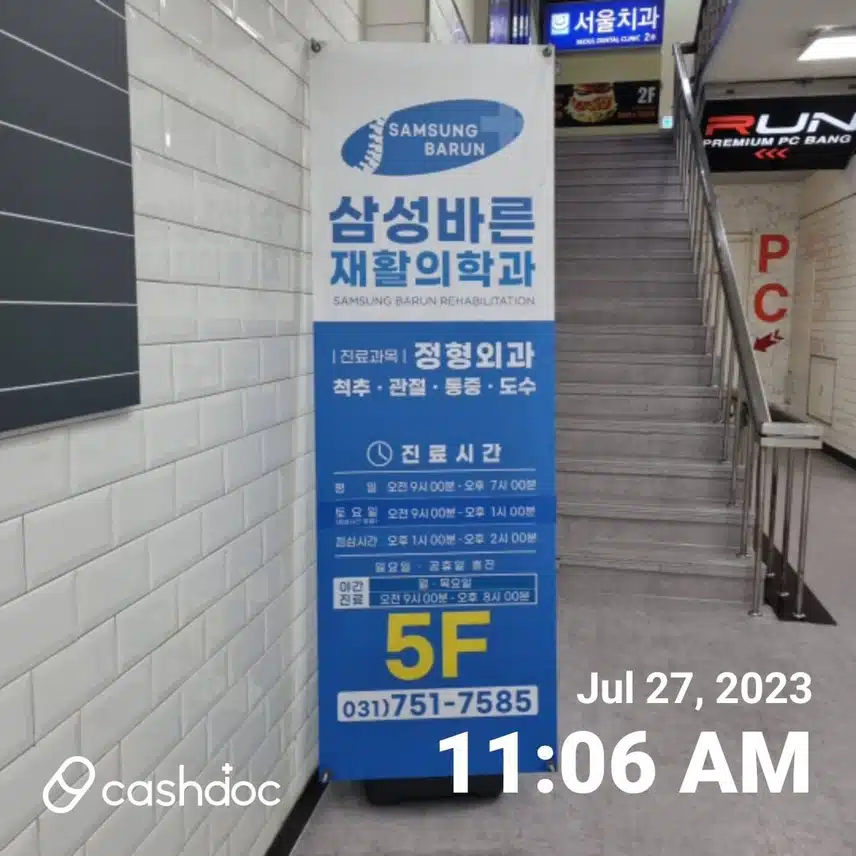 서울치과
SEOUL DENTAL CLINIC 2층
2F
RUN
PREMIUM PC BANG
<<<
PC
SAMSUNG
BARUN
삼성바른
재활의학과
SAMSUNG BARUN REHABILITATION
|진료과목| 정형외과
척추 · 관절 · 통증 · 도수
진료시간
평 일 오전 9시 00분 - 오후 7시 00분
토요일 오전 9시 00분 - 오후 1시 00분
점심시간 오후 1시 00분 - 오후 2시 00분
일요일 · 공휴일 휴진
야간
진료
월 · 목요일
오전 9시 00분 - 오후 8시 00분
5F
031)751-7585
Jul 27, 2023
11:06 AM
cashdoc